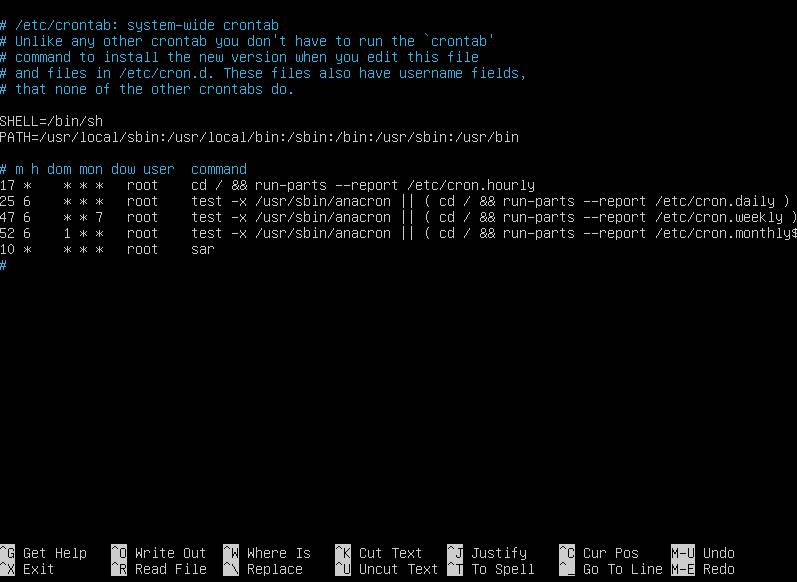 # /etc/crontab: system-wide crontab
# Unlike any other crontab you don't have to run the `crontab'
# command to install the new version when you edit this file
# and files in /etc/cron.d. These files also have username fields,
# that none of the other crontabs do.
SHELL=/bin/sh
PATH=/usr/local/sbin:/usr/local/bin:/sbin:/bin:/usr/sbin:/usr/bin
# m h dom mon dow user  command
17 *    * * *   root    cd / && run-parts --report /etc/cron.hourly
25 6    * * *   root    test -x /usr/sbin/anacron || ( cd / && run-parts --report /etc/cron.daily )
47 6    * * 7   root    test -x /usr/sbin/anacron || ( cd / && run-parts --report /etc/cron.weekly )
52 6    1 * *   root    test -x /usr/sbin/anacron || ( cd / && run-parts --report /etc/cron.monthly$
10 *    * * *   root    sar
#
^G Get Help   ^O Write Out  ^W Where Is   ^K Cut Text   ^J Justify    ^C Cur Pos    M-U Undo
^X Exit       ^R Read File  ^\ Replace    ^U Uncut Text ^T To Spell   ^_ Go To Line M-E Redo